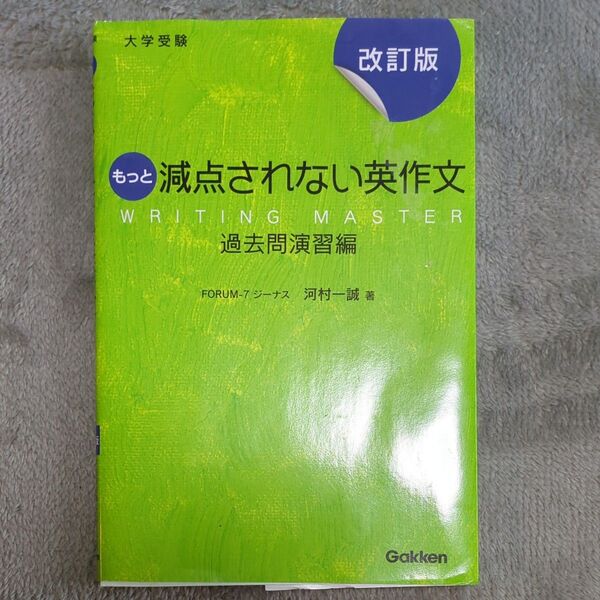 大学受験
改訂版
もっと 減点されない英作文
WRITING MASTER
過去問演習編
FORUM-7 ジーナス 河村一誠 著
Gakken